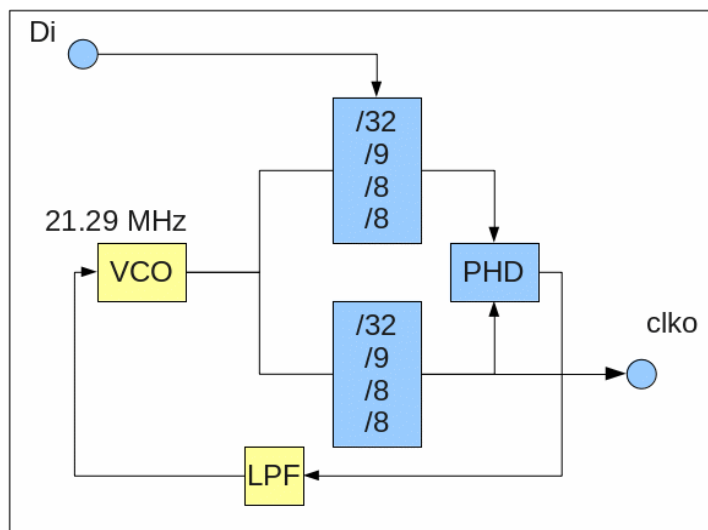 Di
/32
/9
/8
/8
21.29 MHz
VCO
PHD
/32
/9
/8
/8
clko
LPF